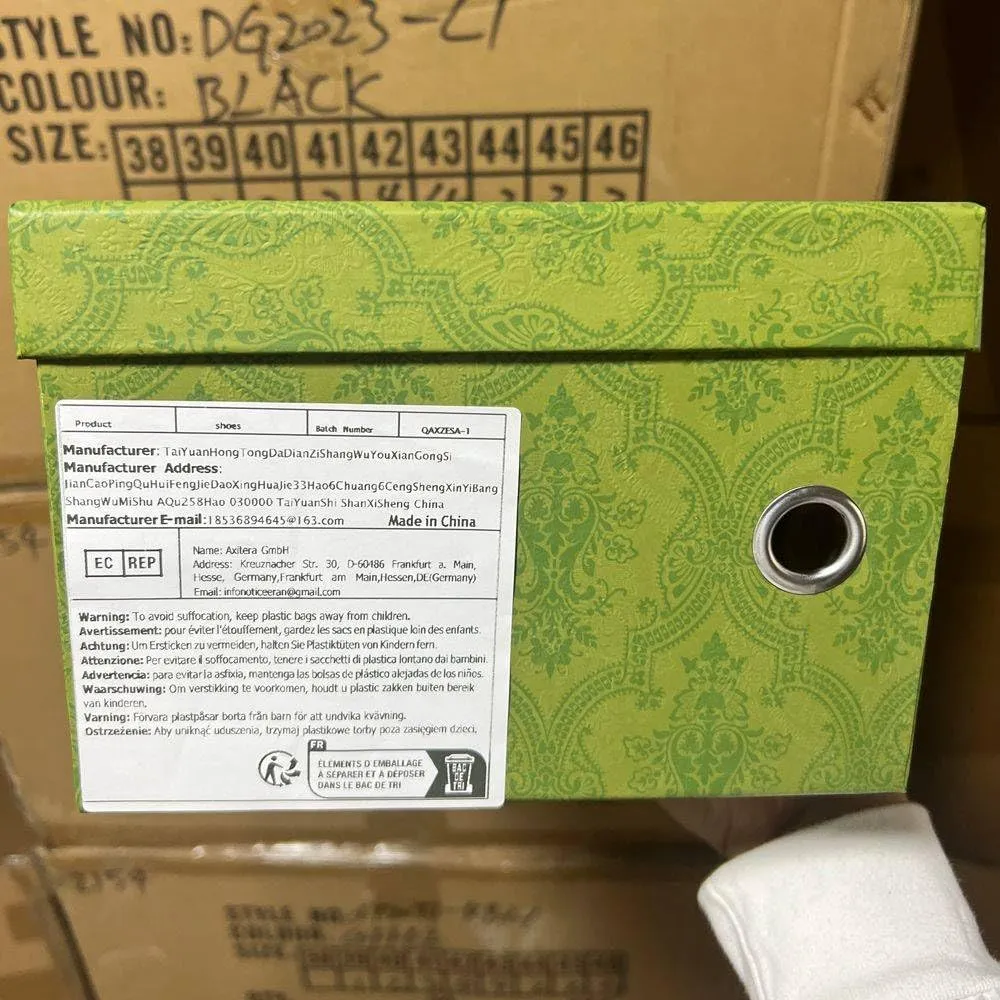 STYLE NO: DG2023-
COLOUR: BLACK
SIZE: 38 39 40 41 42 43 44 45 46
Product shoes Batch Number QAXZESA-1
Manufacturer: TaiYuanHongTongDaDianZiShangWuYouXianGongSi
Manufacturer Address:
JianCaoPingQuHuiFengJieDaoXingHuaJie33Hao6Chuang6CengShengXinYiBang
ShangWuMiShu AQu258Hao 030000 TaiYuanShi ShanXiSheng China
Manufacturer E-mail:18536894645@163.com Made in China
EC REP
Name: Axitera GmbH
Address: Kreuznacher Str. 30, D-60486 Frankfurt a. Main,
Hesse, Germany,Frankfurt am Main,Hessen,DE(Germany)
Email: infonoticeeran@gmail.com
Warning: To avoid suffocation, keep plastic bags away from children.
Avertissement: pour éviter l'étouffement, gardez les sacs en plastique loin des enfants.
Achtung: Um Ersticken zu vermeiden, halten Sie Plastiktüten von Kindern fern.
Attenzione: Per evitare il soffocamento, tenere i sacchetti di plastica lontano dai bambini.
Advertencia: para evitar la asfixia, mantenga las bolsas de plástico alejadas de los niños.
Waarschuwing: Om verstikking te voorkomen, houdt u plastic zakken buiten bereik
van kinderen.
Varning: Förvara plastpåsar borta från barn för att undvika kvävning.
Ostrzeżenie: Aby uniknąć uduszenia, trzymaj plastikowe torby poza zasięgiem dzieci.
FR
ÉLÉMENTS D'EMBALLAGE
À SÉPARER ET À DÉPOSER
DANS LE BAC DE TRI
BAC
DE
TRI